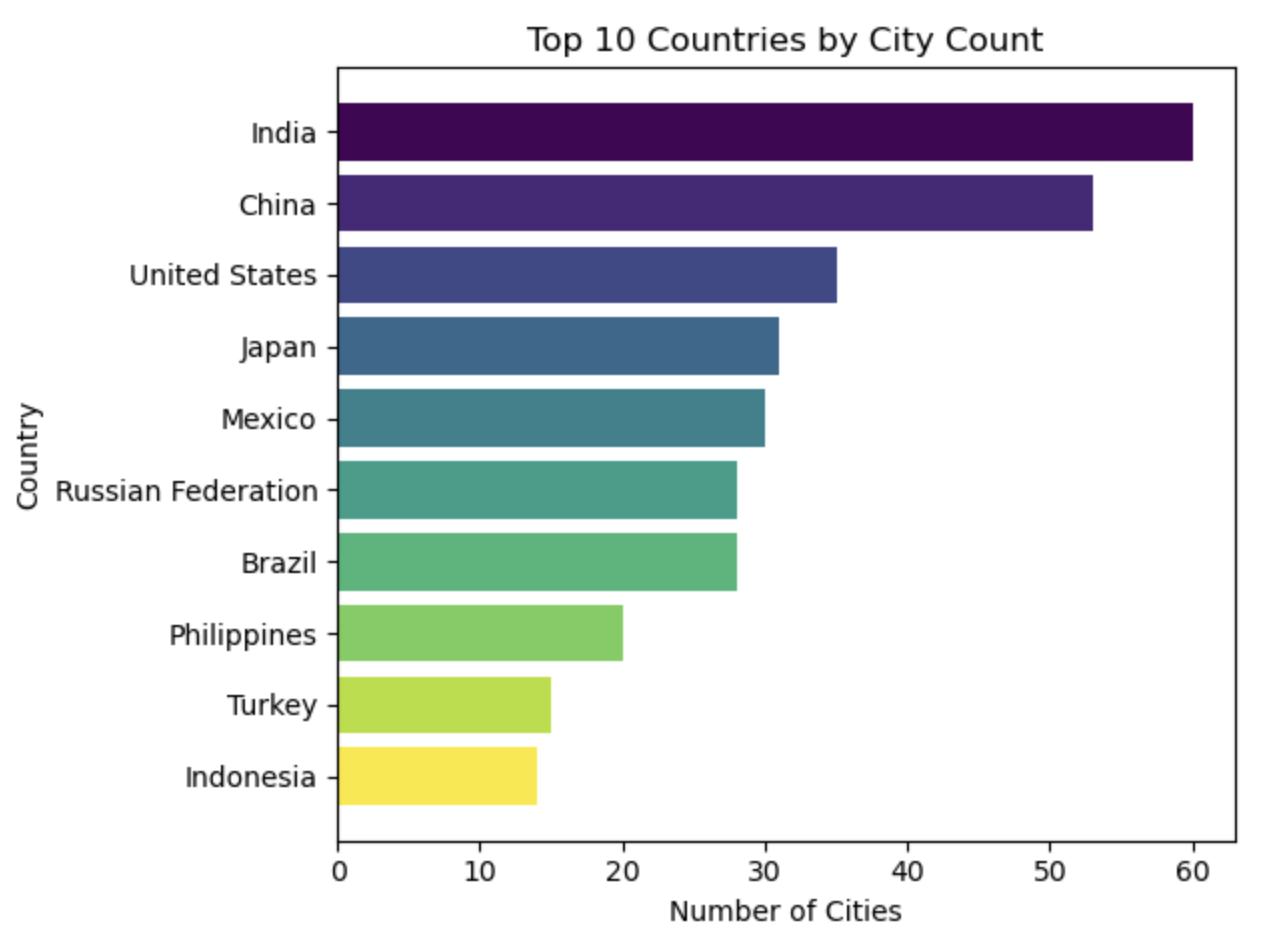 Top 10 Countries by City Count
Country
India
China
United States
Japan
Mexico
Russian Federation
Brazil
Philippines
Turkey
Indonesia
0 10 20 30 40 50 60
Number of Cities